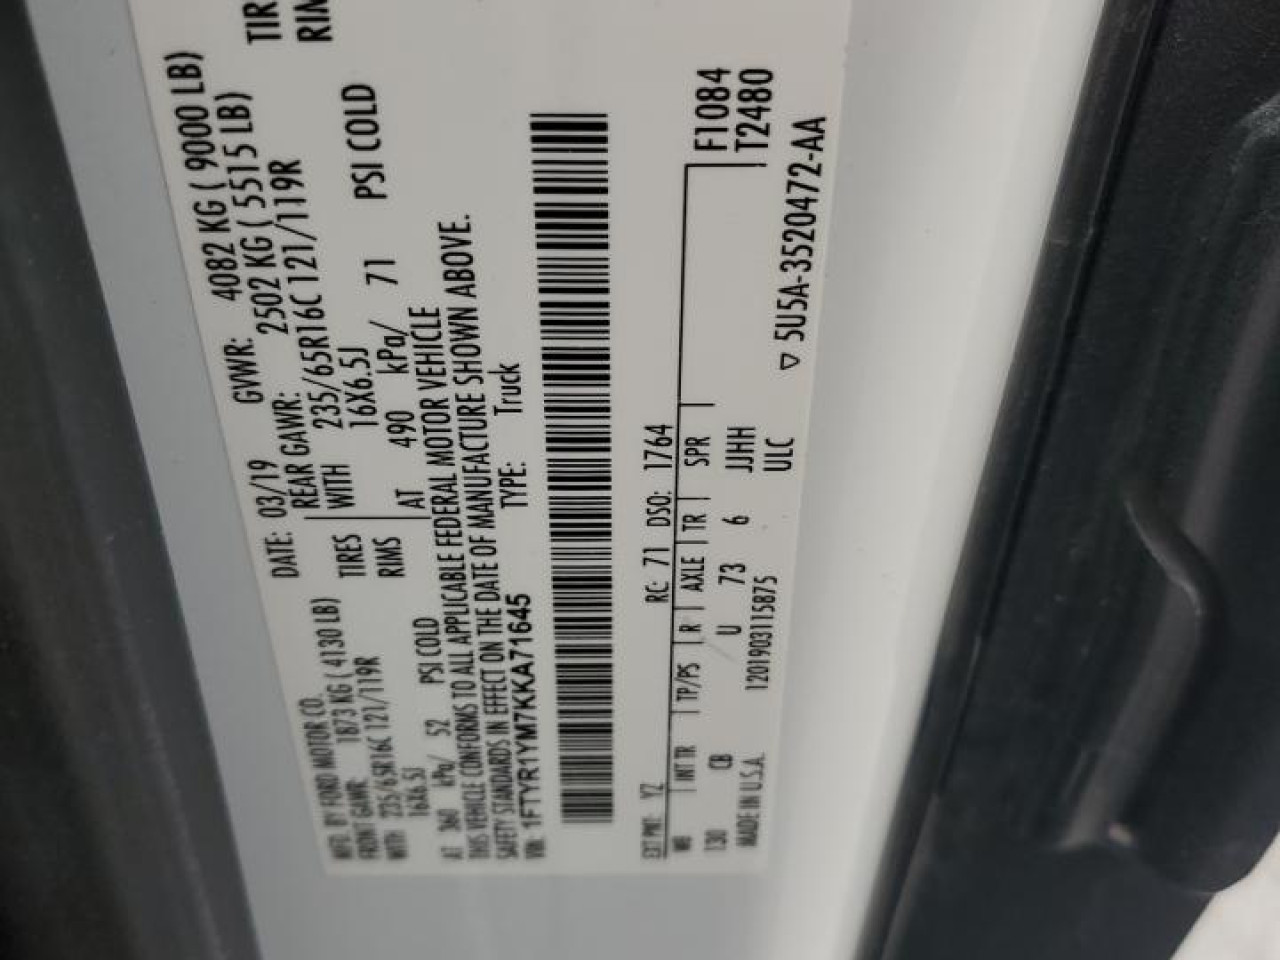 MFD. BY FORD MOTOR CO.
DATE: 03/19 GVWR: 4082 KG ( 9000 LB)
FRONT GAWR: 1873 KG ( 4130 LB) REAR GAWR: 2502 KG ( 5515 LB)
WITH 235/65R16C 121/119R TIRES WITH 235/65R16C 121/119R TIR
16X6.5J RIMS 16X6.5J RIM
AT 360 kPa/ 52 PSI COLD AT 490 kPa/ 71 PSI COLD
THIS VEHICLE CONFORMS TO ALL APPLICABLE FEDERAL MOTOR VEHICLE
SAFETY STANDARDS IN EFFECT ON THE DATE OF MANUFACTURE SHOWN ABOVE.
VIN: 1FTYR1YM7KKA71645 TYPE: Truck
EXT PNT: YZ RC: 71 DSO: 1764
WB INT TR TP/PS R AXLE TR SPR F1084
130 CB U 73 6 JJHH T2480
MADE IN U.S.A. 1201903115875 ULC
▽ 5U5A-3520472-AA